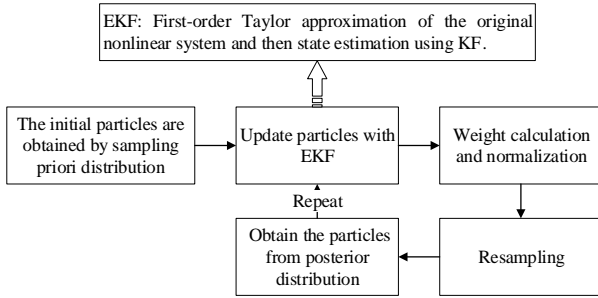 EKF: First-order Taylor approximation of the original
nonlinear system and then state estimation using KF.
The initial particles are
obtained by sampling
priori distribution
Update particles with
EKF
Weight calculation
and normalization
Repeat
Obtain the particles
from posterior
distribution
Resampling